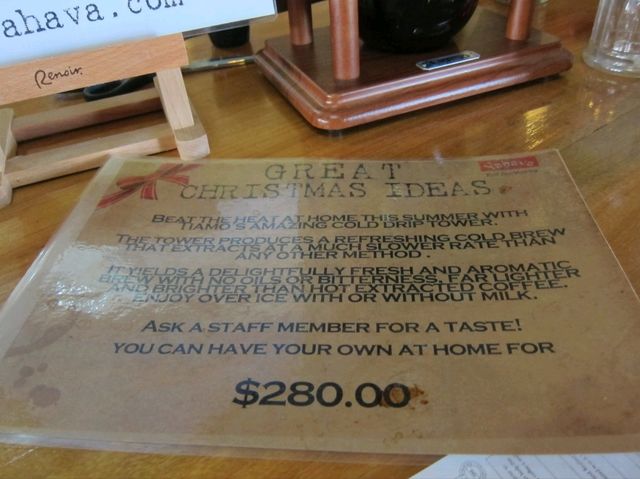 ahava.com
Renoir.
GREAT
CHRISTMAS IDEAS
BEAT THE HEAT AT HOME THIS SUMMER WITH
TIAMO'S AMAZING COLD DRIP TOWER.
THE TOWER PRODUCES A REFRESHING COLD BREW
THAT EXTRACTS AT A MUCH SLOWER RATE THAN
ANY OTHER METHOD.
IT YIELDS A DELIGHTFULLY FRESH AND AROMATIC
BREW WITH NO OILS OR BITTERNESS, FAR LIGHTER
AND BRIGHTER THAN HOT EXTRACTED COFFEE.
ENJOY OVER ICE WITH OR WITHOUT MILK.
ASK A STAFF MEMBER FOR A TASTE!
YOU CAN HAVE YOUR OWN AT HOME FOR
$280.00